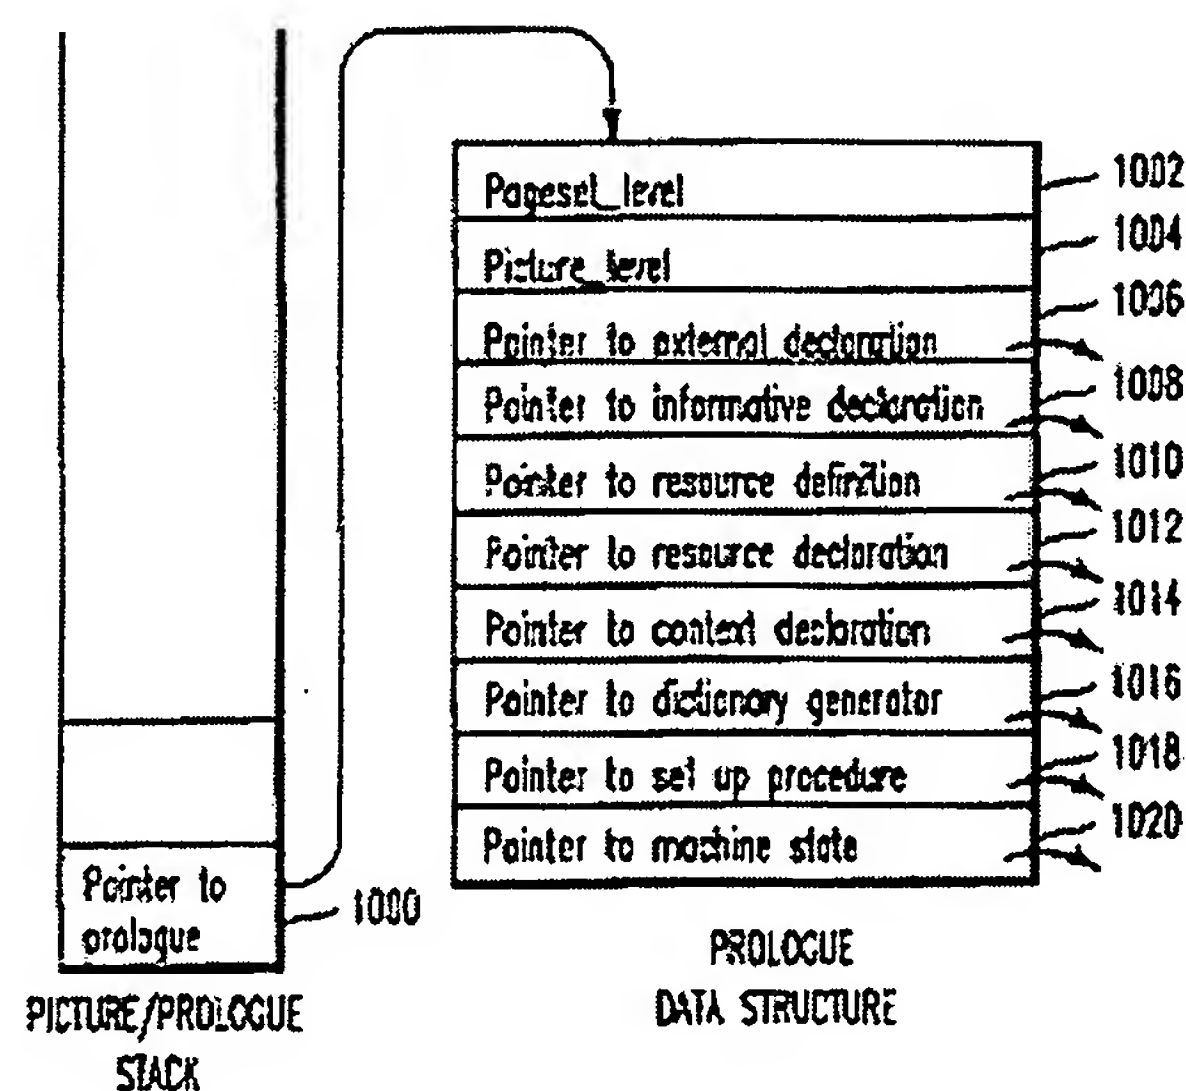 Pageset_level
1002
Picture_level
1004
Pointer to external declaration
1006
Pointer to informative declaration
1008
Pointer to resource definition
1010
Pointer to resource declaration
1012
Pointer to context declaration
1014
Pointer to dictionary generator
1016
Pointer to set up procedure
1018
Pointer to machine state
1020
Pointer to
prologue
1000
PICTURE/PROLOGUE
STACK
PROLOGUE
DATA STRUCTURE